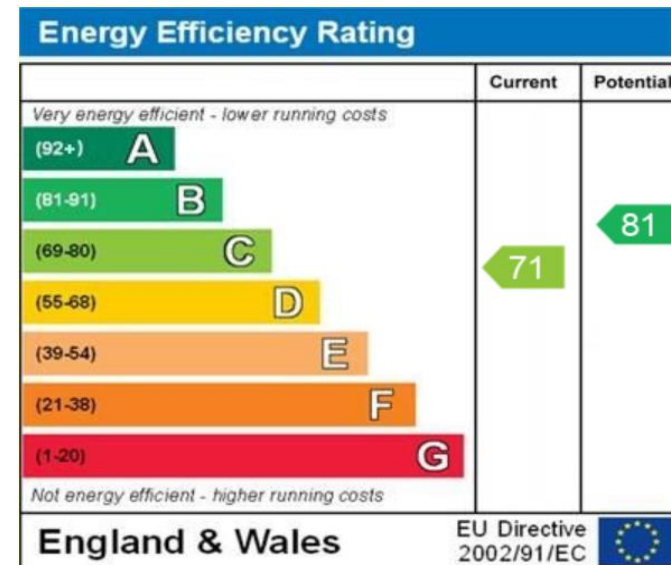 Energy Efficiency Rating
Current Potential
Very energy efficient - lower running costs
(92+) A
(81-91) B
(69-80) C
(55-68) D
(39-54) E
(21-38) F
(1-20) G
71
81
Not energy efficient - higher running costs
England & Wales
EU Directive
2002/91/EC